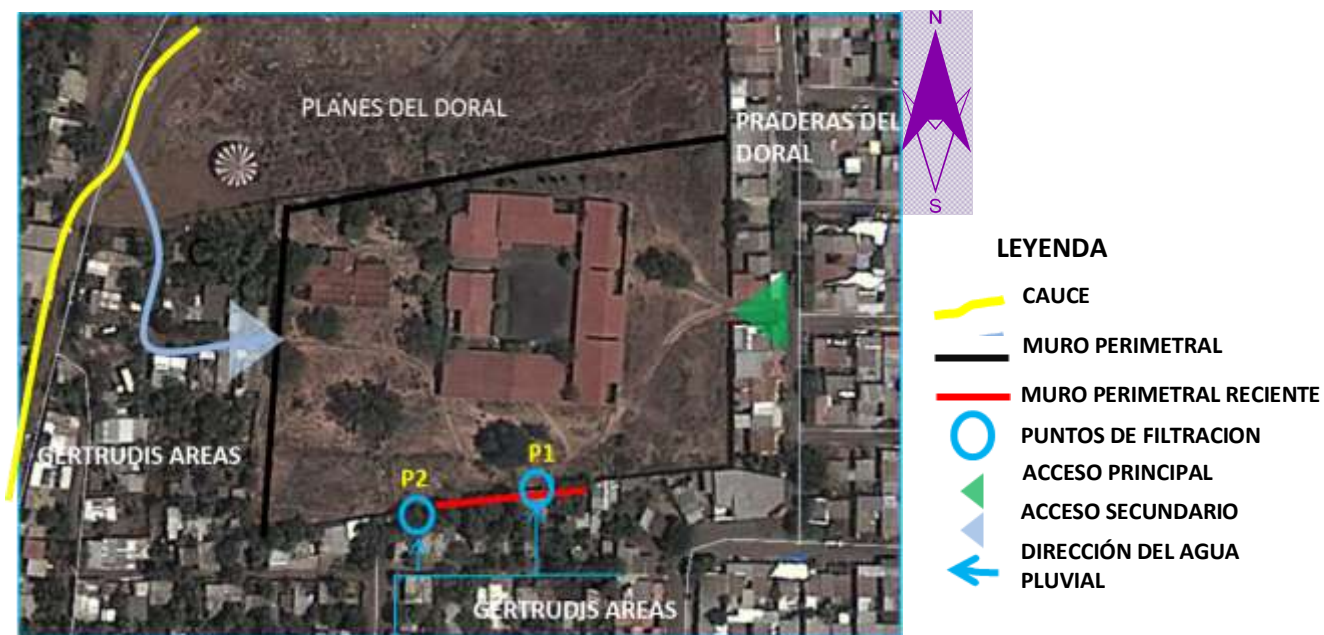 N
PLANES DEL DORAL
PRADERAS DEL
DORAL
S
C
LEYENDA
CAUCE
MURO PERIMETRAL
MURO PERIMETRAL RECIENTE
PUNTOS DE FILTRACION
ACCESO PRINCIPAL
ACCESO SECUNDARIO
DIRECCIÓN DEL AGUA
PLUVIAL
GERTRUDIS AREAS
P2
P1
GERTRUDIS AREAS